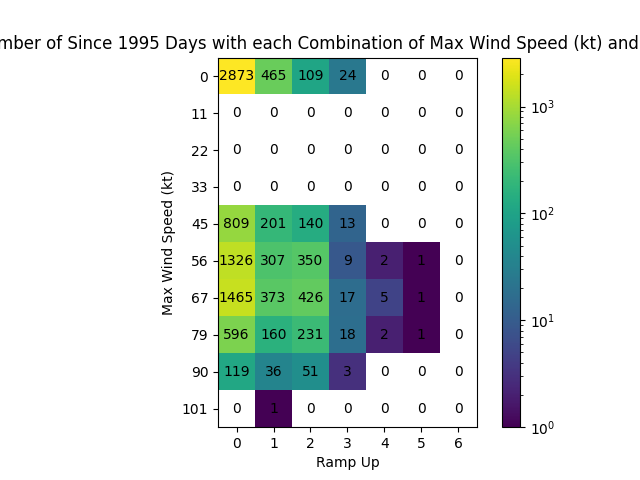 mber of Since 1995 Days with each Combination of Max Wind Speed (kt) and
0 2873 465 109 24 0 0 0
11 0 0 0 0 0 0 0
22 0 0 0 0 0 0 0
33 0 0 0 0 0 0 0
45 809 201 140 13 0 0 0
56 1326 307 350 9 2 1 0
67 1465 373 426 17 5 1 0
79 596 160 231 18 2 1 0
90 119 36 51 3 0 0 0
101 0 1 0 0 0 0 0
0 1 2 3 4 5 6
Ramp Up
Max Wind Speed (kt)
10³
10²
10¹
10⁰